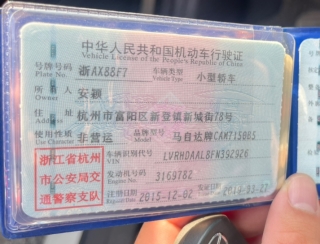 中华人民共和国机动车行驶证
Vehicle License of the People's Republic of China
号牌号码 浙AX88F7 车辆类型 小型轿车
Plate No. Vehicle Type
所有人 安颖
Owner
住址 杭州市富阳区新登镇新城街78号
Address
使用性质 非营运 品牌型号 马自达牌CAM7150A5
Use Character Model
浙江省杭州
市公安局交
通警察支队
车辆识别代号 LVRHDAAL8FN392926
VIN
发动机号码 3169782
Engine No.
注册日期 2015-12-02 发证日期
Register Date Issue Date